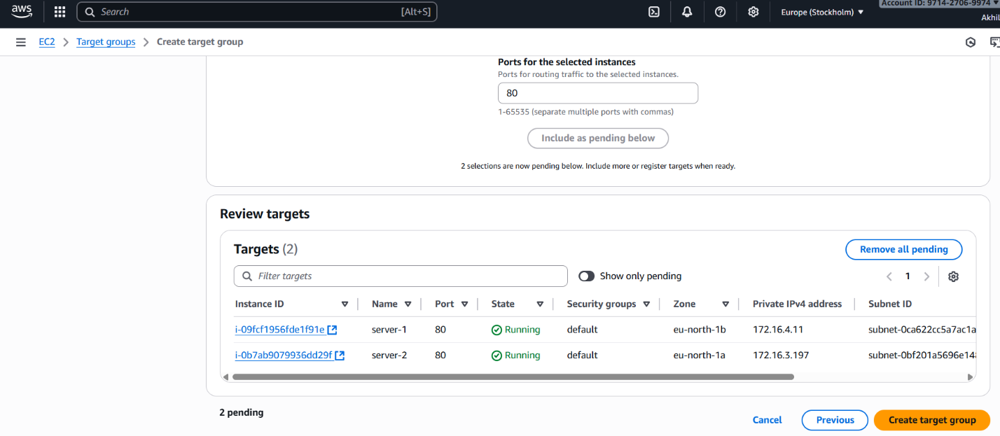 aws
Search [Alt+S] Europe (Stockholm) Account ID: 9714-2706-9974
Akhil
EC2 Target groups Create target group
Ports for the selected instances
Ports for routing traffic to the selected instances.
80
1-65535 (separate multiple ports with commas)
Include as pending below
2 selections are now pending below. Include more or register targets when ready.
Review targets
Targets (2) Remove all pending
Filter targets Show only pending 1
Instance ID Name Port State Security groups Zone Private IPv4 address Subnet ID
i-09fcf1956fde1f91e server-1 80 Running default eu-north-1b 172.16.4.11 subnet-0ca622cc5a7ac1a
i-0b7ab9079936dd29f server-2 80 Running default eu-north-1a 172.16.3.197 subnet-0bf201a5696e14
2 pending
Cancel Previous Create target group